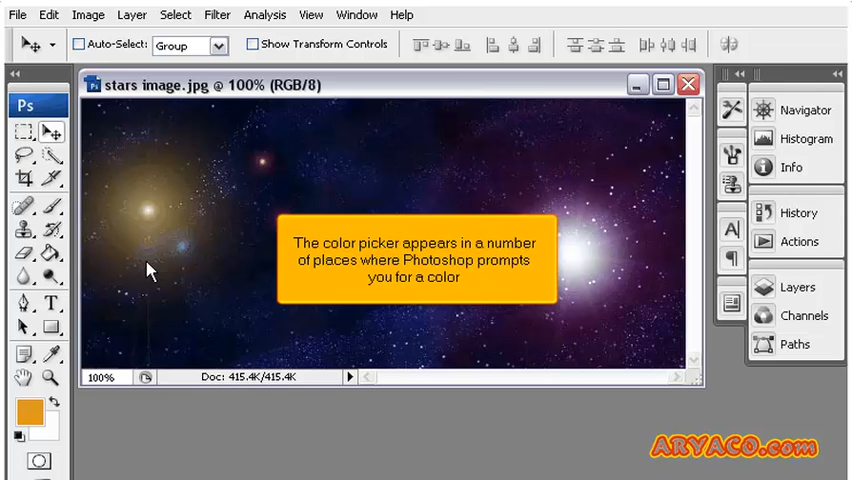 File Edit Image Layer Select Filter Analysis View Window Help
Auto-Select: Group Show Transform Controls
stars image.jpg @ 100% (RGB/8)
Ps
Navigator
Histogram
Info
History
Actions
Layers
Channels
Paths
The color picker appears in a number
of places where Photoshop prompts
you for a color
100% Doc: 415.4K/415.4K
ARYACO.com